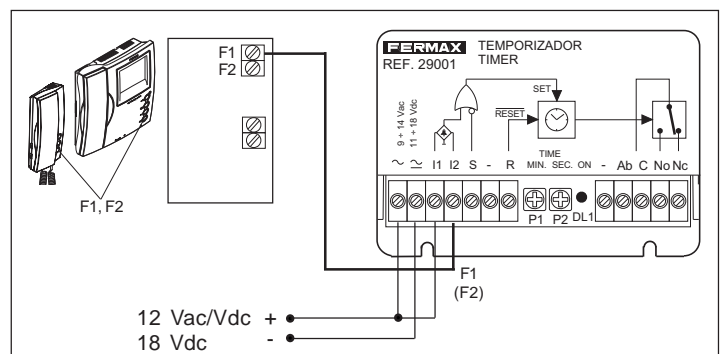 F1
F2
F1, F2
FERMAX TEMPORIZADOR
REF. 29001 TIMER
SET
RESET
9 ÷ 14 Vac
11 ÷ 18 Vdc
I1 I2 S - R - Ab C No Nc
TIME
MIN. SEC. ON
P1 P2 DL1
F1
(F2)
12 Vac/Vdc +
18 Vdc -